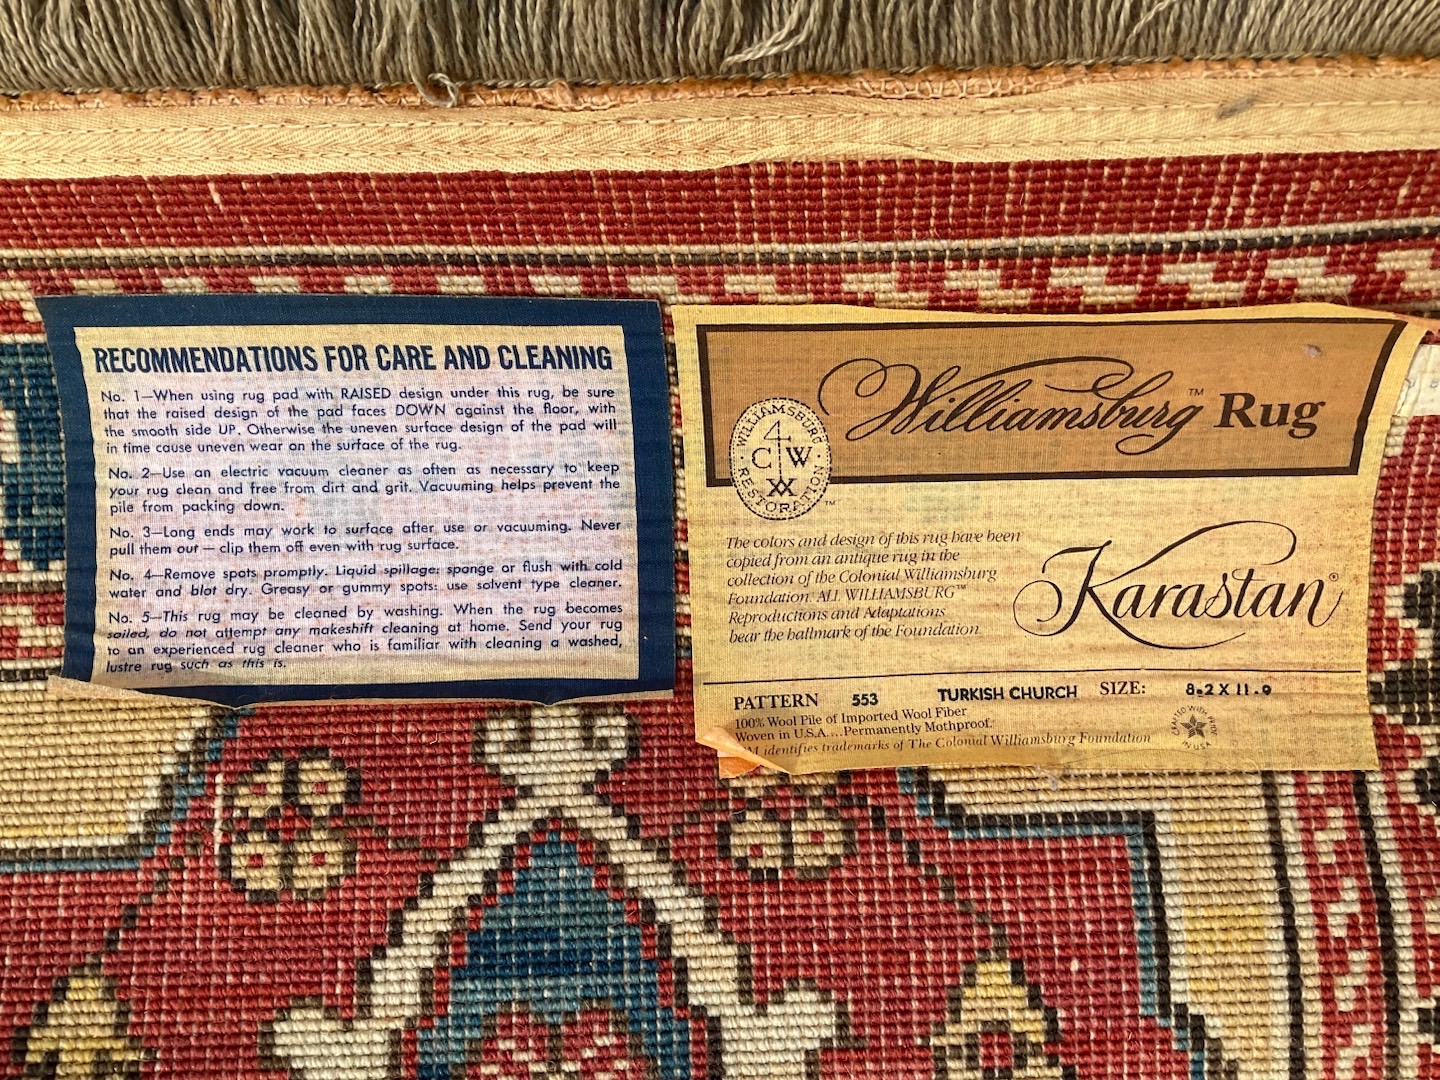 RECOMMENDATIONS FOR CARE AND CLEANING
No. 1—When using rug pad with RAISED design under this rug, be sure
that the raised design of the pad faces DOWN against the floor, with
the smooth side UP. Otherwise the uneven surface design of the pad will
in time cause uneven wear on the surface of the rug.
No. 2—Use an electric vacuum cleaner as often as necessary to keep
your rug clean and free from dirt and grit. Vacuuming helps prevent the
pile from packing down.
No. 3—Long ends may work to surface after use or vacuuming. Never
pull them out — clip them off even with rug surface.
No. 4—Remove spots promptly. Liquid spillage: sponge or flush with cold
water and blot dry. Greasy or gummy spots: use solvent type cleaner.
No. 5—This rug may be cleaned by washing. When the rug becomes
soiled, do not attempt any makeshift cleaning at home. Send your rug
to an experienced rug cleaner who is familiar with cleaning a washed,
lustre rug such as this is.
Williamsburg™ Rug
WILLIAMSBURG
C W
RESTORATION™
The colors and design of this rug have been
copied from an antique rug in the
collection of the Colonial Williamsburg
Foundation. ALL WILLIAMSBURG™
Reproductions and Adaptations
bear the hallmark of the Foundation.
Karastan®
PATTERN 553 TURKISH CHURCH SIZE: 8.2 X 11.9
100% Wool Pile of Imported Wool Fiber
Woven in U.S.A....Permanently Mothproof.
identifies trademarks of The Colonial Williamsburg Foundation
CRAFTED WITH PRIDE
IN USA